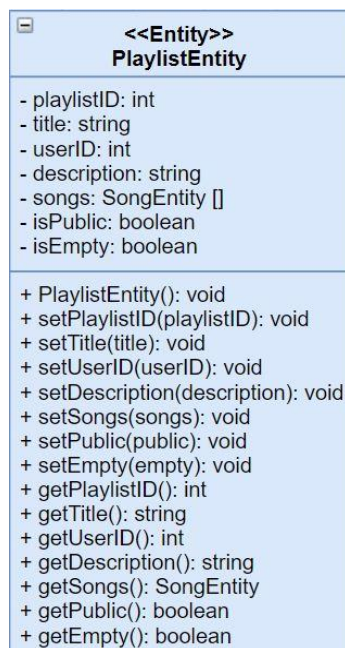 <<Entity>>
PlaylistEntity
- playlistID: int
- title: string
- userID: int
- description: string
- songs: SongEntity []
- isPublic: boolean
- isEmpty: boolean
+ PlaylistEntity(): void
+ setPlaylistID(playlistID): void
+ setTitle(title): void
+ setUserID(userID): void
+ setDescription(description): void
+ setSongs(songs): void
+ setPublic(public): void
+ setEmpty(empty): void
+ getPlaylistID(): int
+ getTitle(): string
+ getUserID(): int
+ getDescription(): string
+ getSongs(): SongEntity
+ getPublic(): boolean
+ getEmpty(): boolean